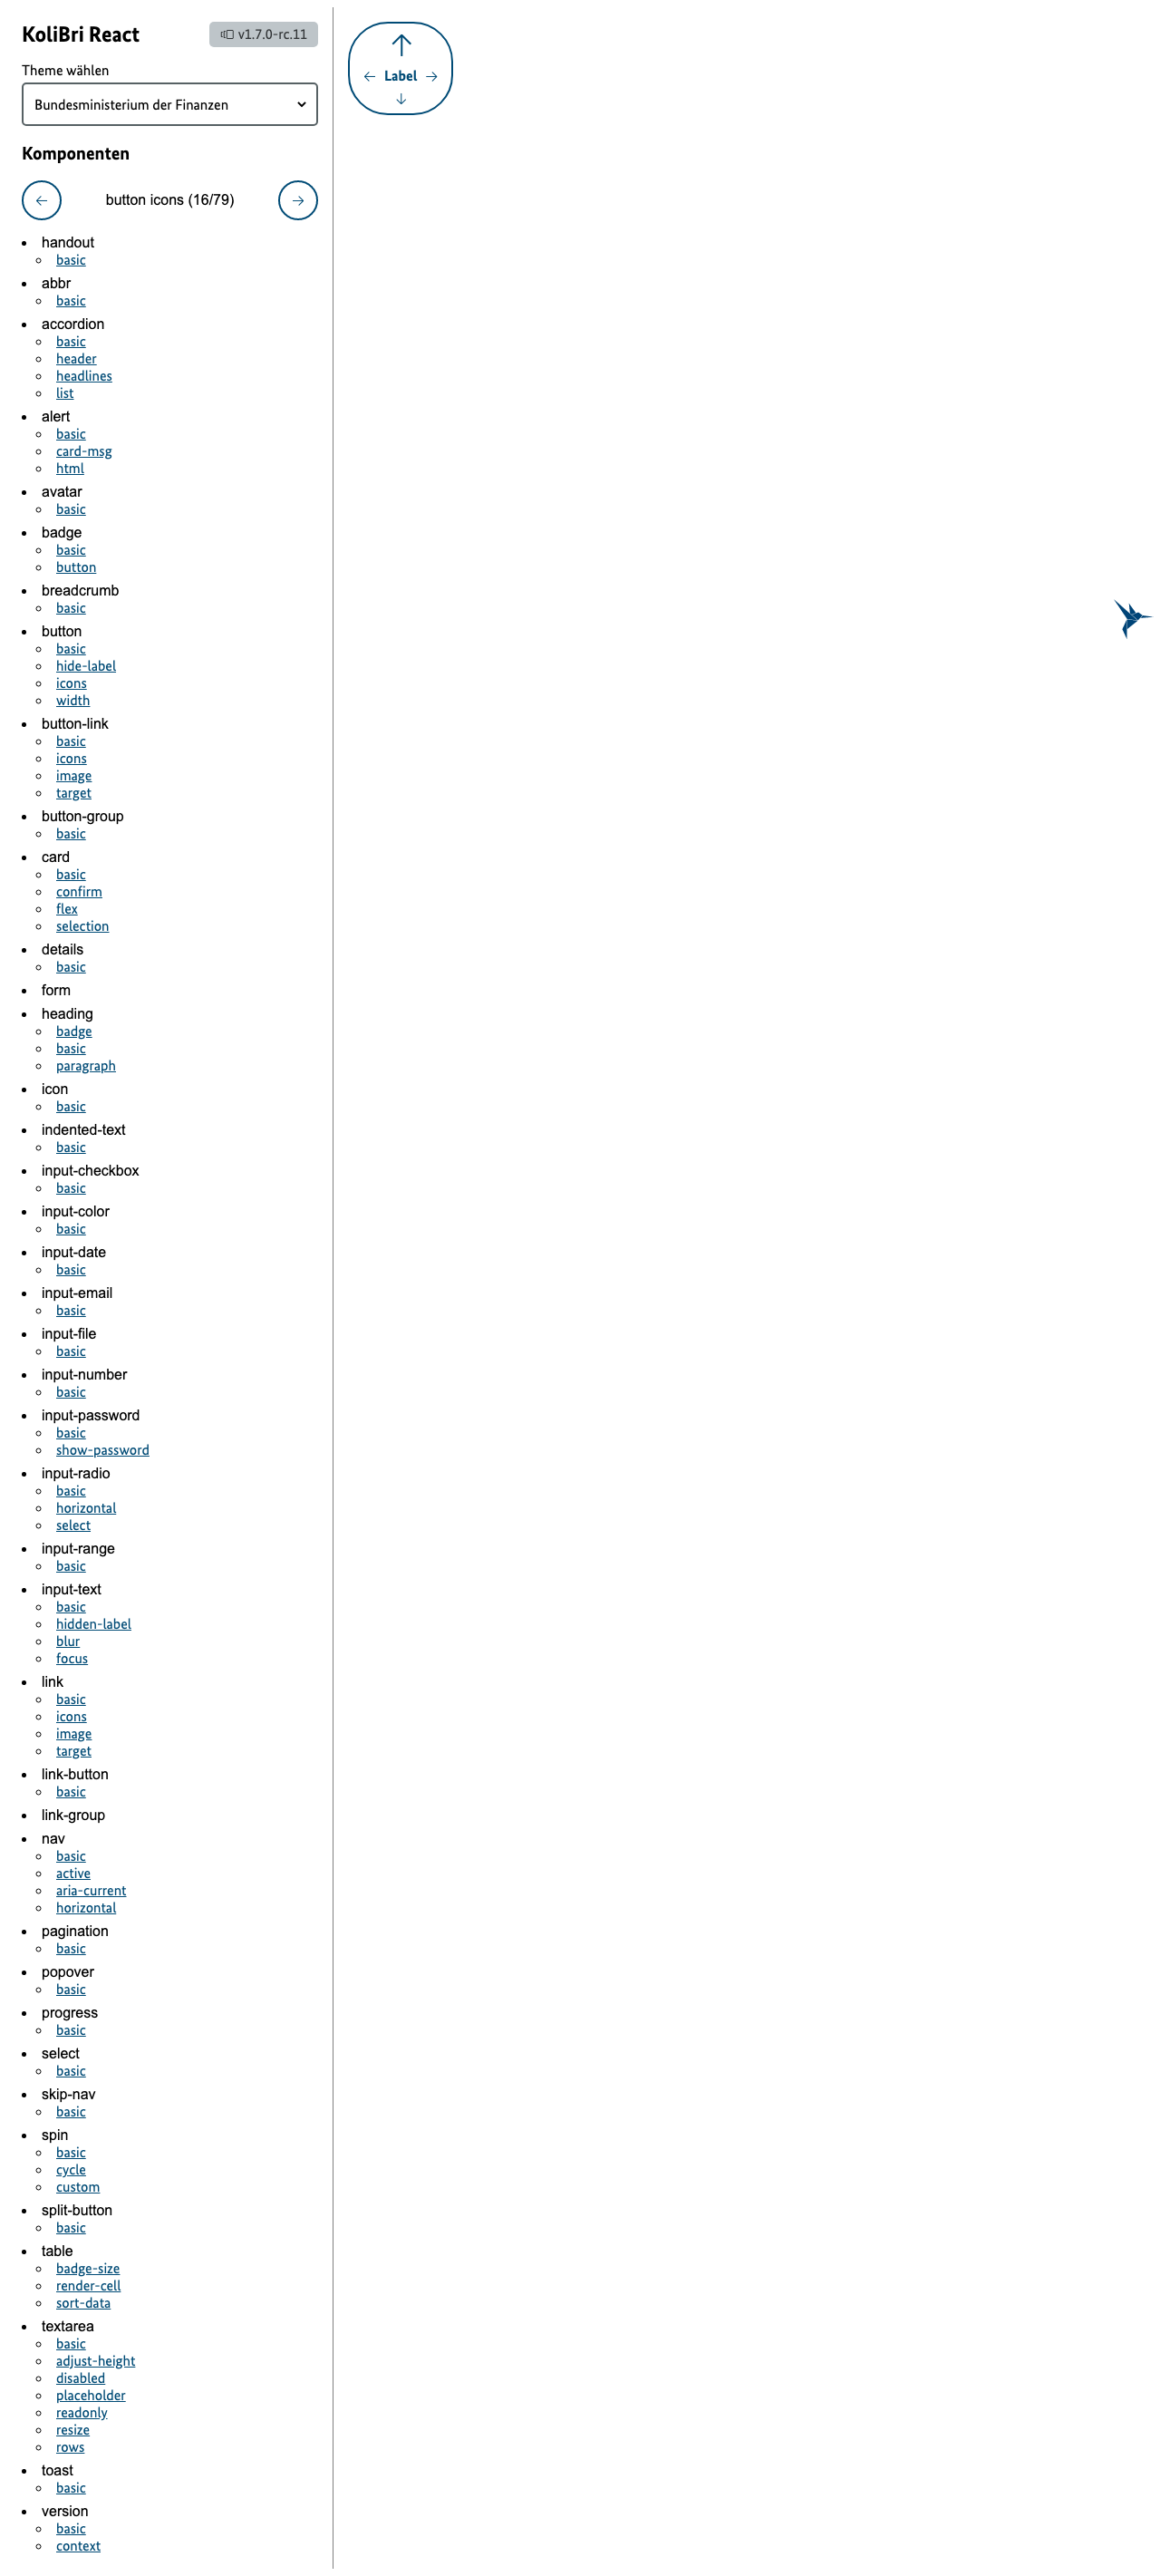 KoliBri React
v1.7.0-rc.11
Theme wählen
Bundesministerium der Finanzen
Komponenten
button icons (16/79)
handout
basic
abbr
basic
accordion
basic
header
headlines
list
alert
basic
card-msg
html
avatar
basic
badge
basic
button
breadcrumb
basic
button
basic
hide-label
icons
width
button-link
basic
icons
image
target
button-group
basic
card
basic
confirm
flex
selection
details
basic
form
heading
badge
basic
paragraph
icon
basic
indented-text
basic
input-checkbox
basic
input-color
basic
input-date
basic
input-email
basic
input-file
basic
input-number
basic
input-password
basic
show-password
input-radio
basic
horizontal
select
input-range
basic
input-text
basic
hidden-label
blur
focus
link
basic
icons
image
target
link-button
basic
link-group
nav
basic
active
aria-current
horizontal
pagination
basic
popover
basic
progress
basic
select
basic
skip-nav
basic
spin
basic
cycle
custom
split-button
basic
table
badge-size
render-cell
sort-data
textarea
basic
adjust-height
disabled
placeholder
readonly
resize
rows
toast
basic
version
basic
context
Label